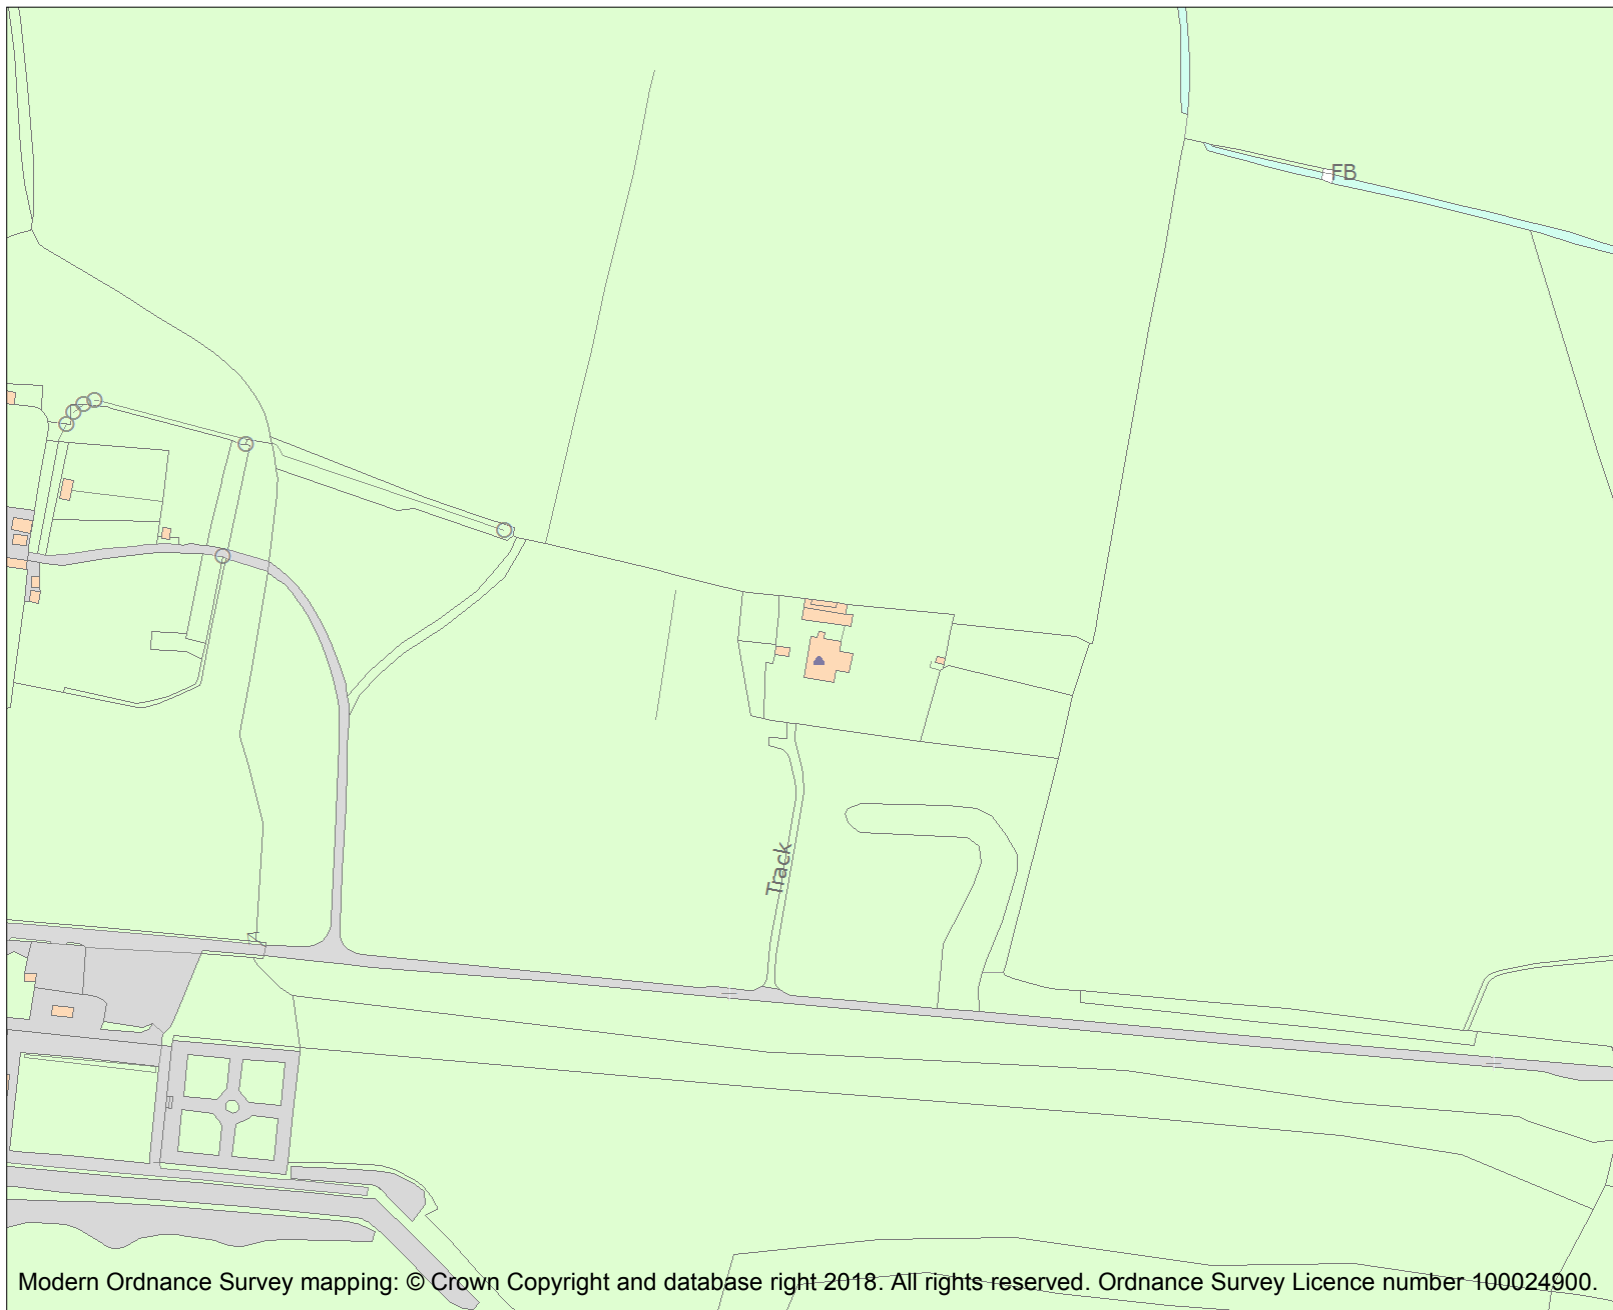 FB
Track
Modern Ordnance Survey mapping: © Crown Copyright and database right 2018. All rights reserved. Ordnance Survey Licence number 100024900.